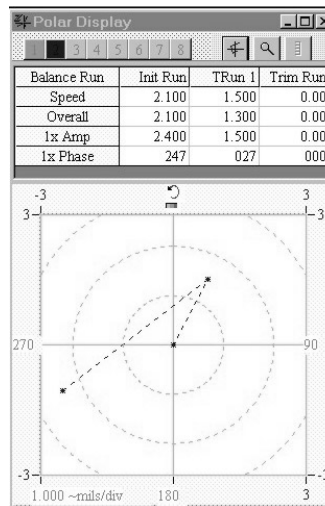 Polar Display
1 3 4 5 6 7 8
Balance Run Init Run TRun 1 Trim Run
Speed 2.100 1.500 0.00
Overall 2.100 1.300 0.00
1x Amp 2.400 1.500 0.00
1x Phase 247 027 000
-3 3
3 3
270 90
-3 -3
1.000 ~mils/div 180 3